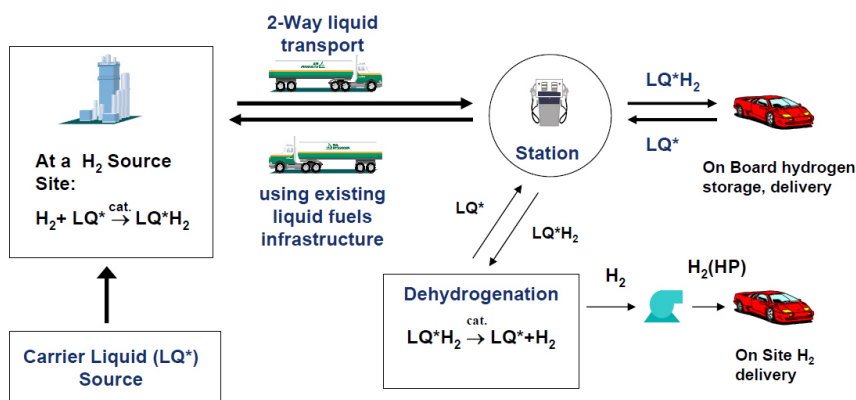 2-Way liquid
transport
At a H₂ Source
Site:
H₂+ LQ* cat. → LQ*H₂
using existing
liquid fuels
infrastructure
Station
LQ*H₂
LQ*
On Board hydrogen
storage, delivery
LQ*
LQ*H₂
Dehydrogenation
LQ*H₂ cat. → LQ*+H₂
H₂
H₂(HP)
On Site H₂
delivery
Carrier Liquid (LQ*)
Source